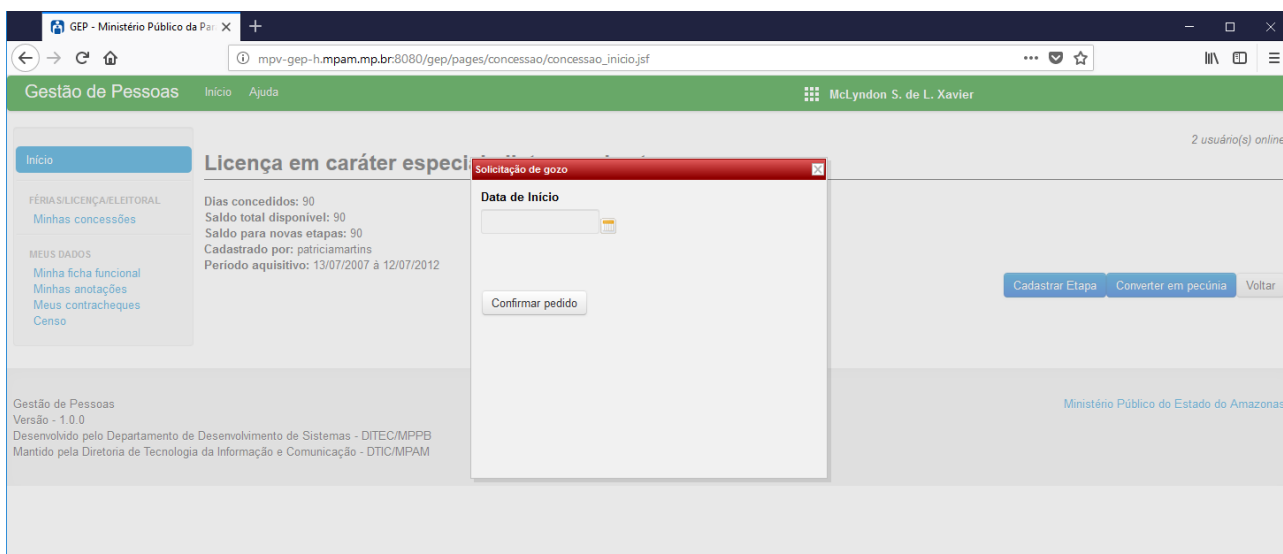 GEP - Ministério Público da Par
mpv-gep-h.mpam.mp.br:8080/gep/pages/concessao/concessao_inicio.jsf
Gestão de Pessoas Início Ajuda McLyndon S. de L. Xavier
2 usuário(s) online
Início
FÉRIAS/LICENÇA/ELEITORAL
Minhas concessões
MEUS DADOS
Minha ficha funcional
Minhas anotações
Meus contracheques
Censo
Licença em caráter especi
Dias concedidos: 90
Saldo total disponível: 90
Saldo para novas etapas: 90
Cadastrado por: patriciamartins
Período aquisitivo: 13/07/2007 à 12/07/2012
Solicitação de gozo
Data de Início
Confirmar pedido
Cadastrar Etapa Converter em pecúnia Voltar
Gestão de Pessoas
Versão - 1.0.0
Desenvolvido pelo Departamento de Desenvolvimento de Sistemas - DITEC/MPPB
Mantido pela Diretoria de Tecnologia da Informação e Comunicação - DTIC/MPAM
Ministério Público do Estado do Amazonas